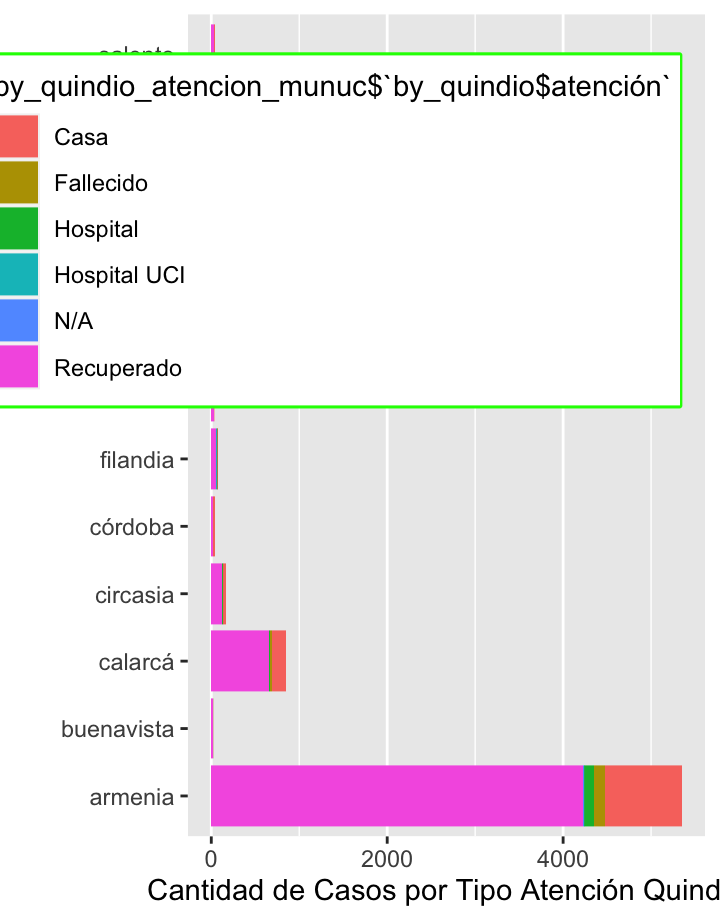 by_quindio_atencion_munuc$`by_quindio$atención`
Casa
Fallecido
Hospital
Hospital UCI
N/A
Recuperado
filandia
córdoba
circasia
calarcá
buenavista
armenia
0 2000 4000
Cantidad de Casos por Tipo Atención Quind